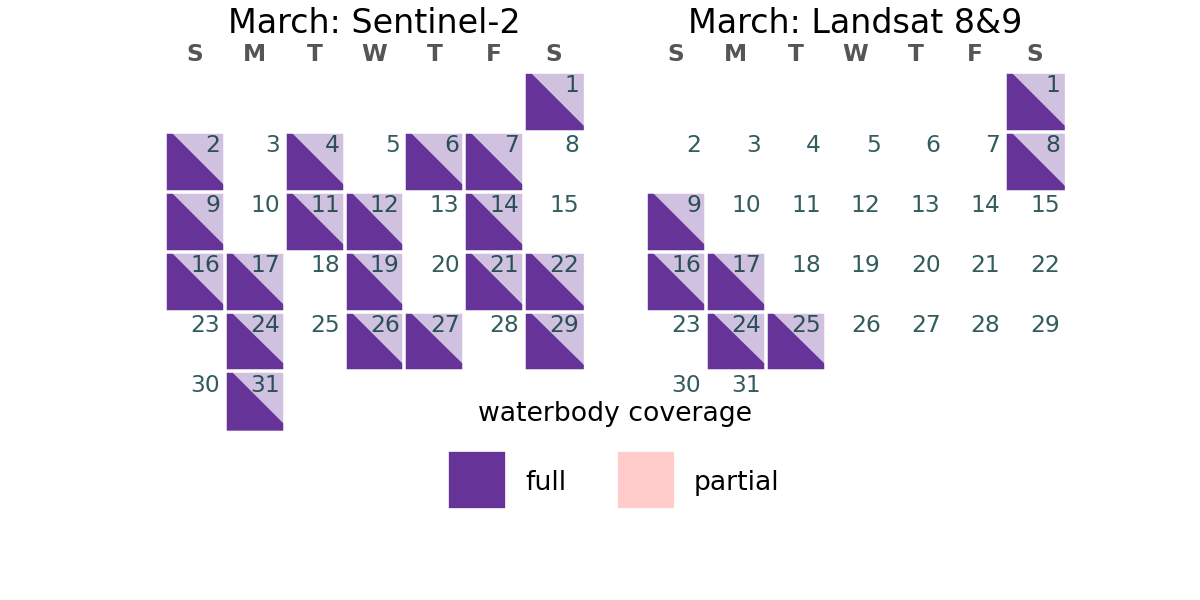 March: Sentinel-2
S M T W T F S
1
2 3 4 5 6 7 8
9 10 11 12 13 14 15
16 17 18 19 20 21 22
23 24 25 26 27 28 29
30 31
March: Landsat 8&9
S M T W T F S
1
2 3 4 5 6 7 8
9 10 11 12 13 14 15
16 17 18 19 20 21 22
23 24 25 26 27 28 29
30 31
waterbody coverage
full partial